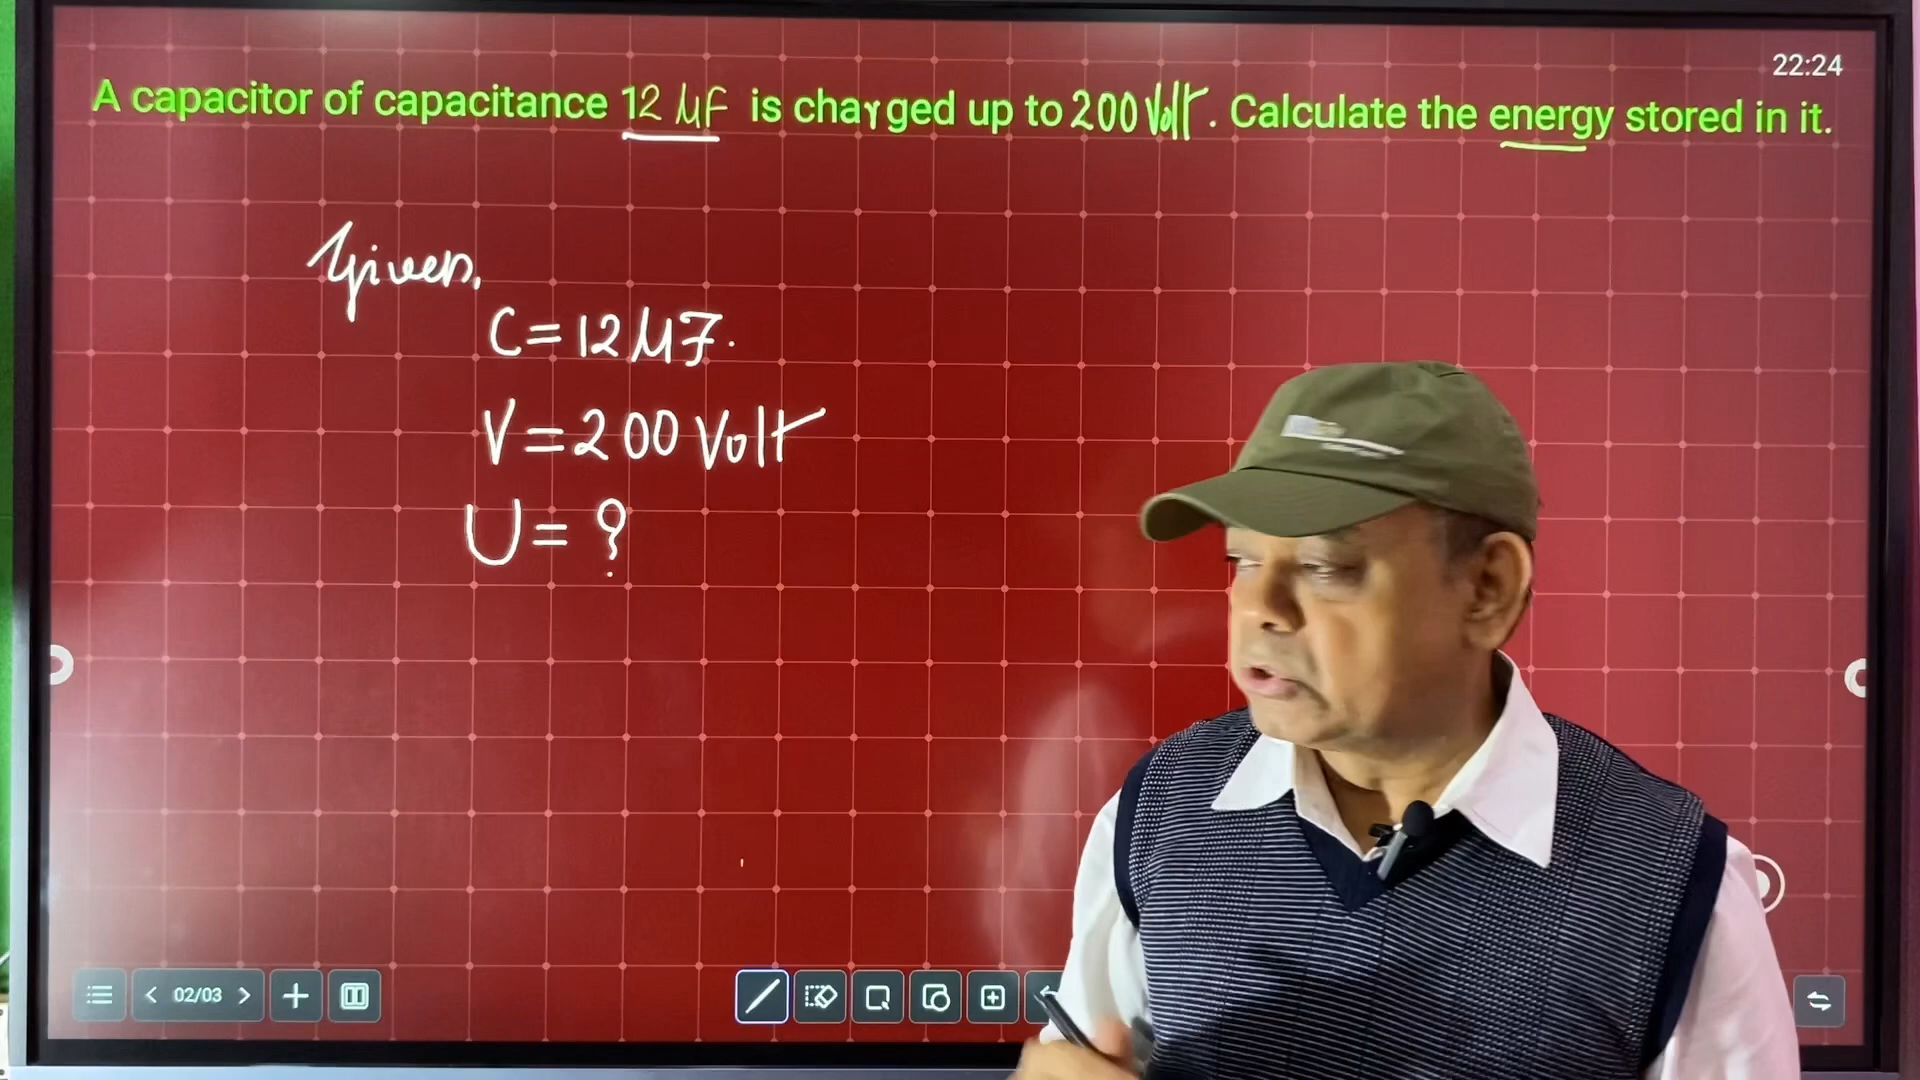 22:24
A capacitor of capacitance 12 μF is charged up to 200 Volt. Calculate the energy stored in it.
Given,
C = 12 μF.
V = 200 Volt
U = ?
02/03